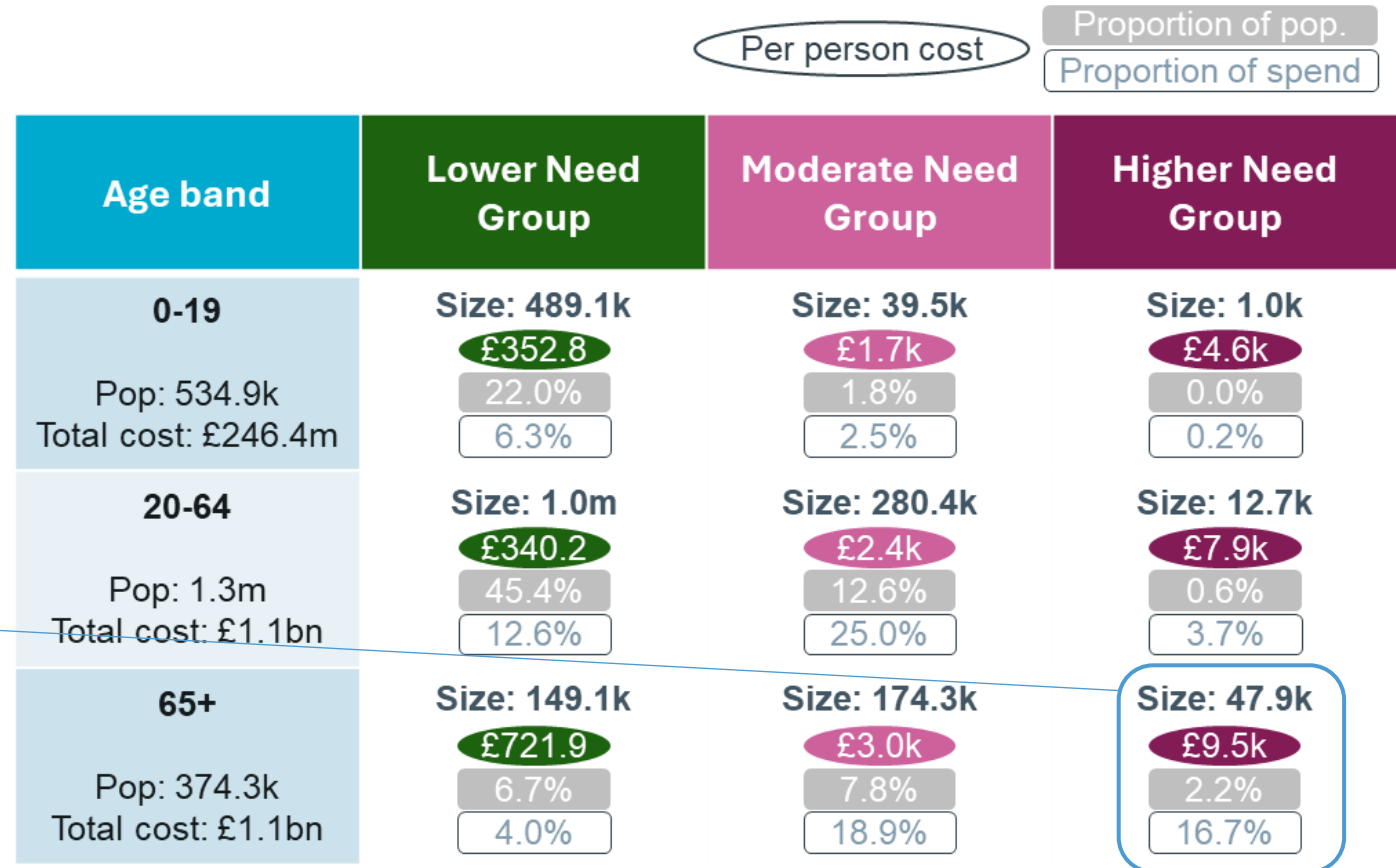 Per person cost
Proportion of pop.
Proportion of spend
Age band
Lower Need
Group
Moderate Need
Group
Higher Need
Group
0-19
Pop: 534.9k
Total cost: £246.4m
Size: 489.1k
£352.8
22.0%
6.3%
Size: 39.5k
£1.7k
1.8%
2.5%
Size: 1.0k
£4.6k
0.0%
0.2%
20-64
Pop: 1.3m
Total cost: £1.1bn
Size: 1.0m
£340.2
45.4%
12.6%
Size: 280.4k
£2.4k
12.6%
25.0%
Size: 12.7k
£7.9k
0.6%
3.7%
65+
Pop: 374.3k
Total cost: £1.1bn
Size: 149.1k
£721.9
6.7%
4.0%
Size: 174.3k
£3.0k
7.8%
18.9%
Size: 47.9k
£9.5k
2.2%
16.7%